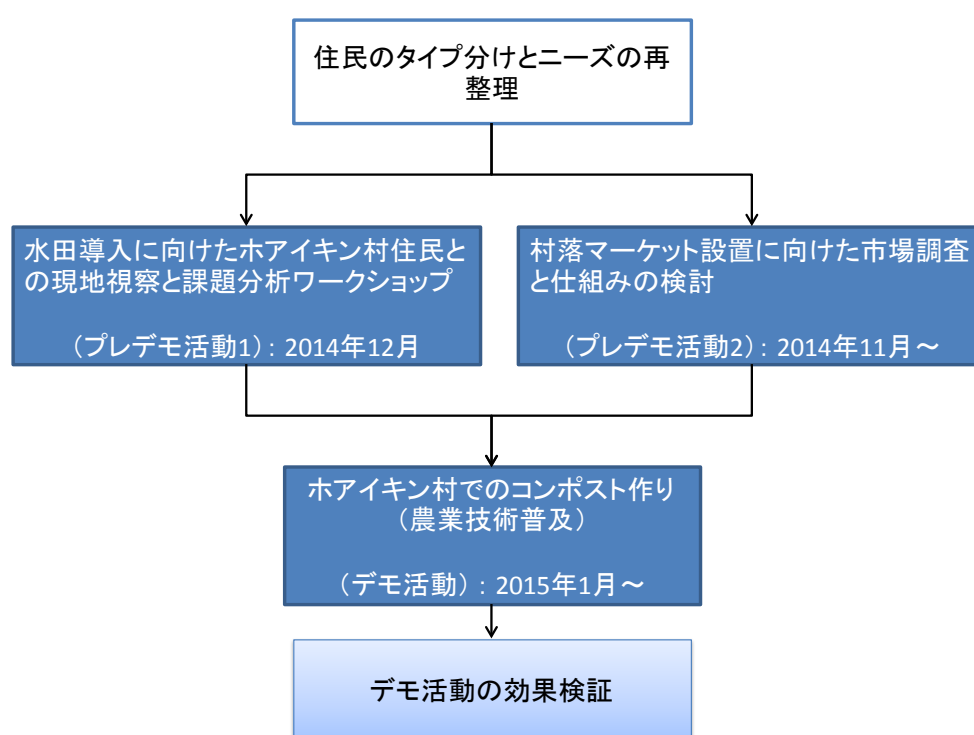 住民のタイプ分けとニーズの再
整理
水田導入に向けたホアイキン村住民と
の現地視察と課題分析ワークショップ
（プレデモ活動1）：2014年12月
村落マーケット設置に向けた市場調査
と仕組みの検討
（プレデモ活動2）：2014年11月～
ホアイキン村でのコンポスト作り
（農業技術普及）
（デモ活動）：2015年1月～
デモ活動の効果検証